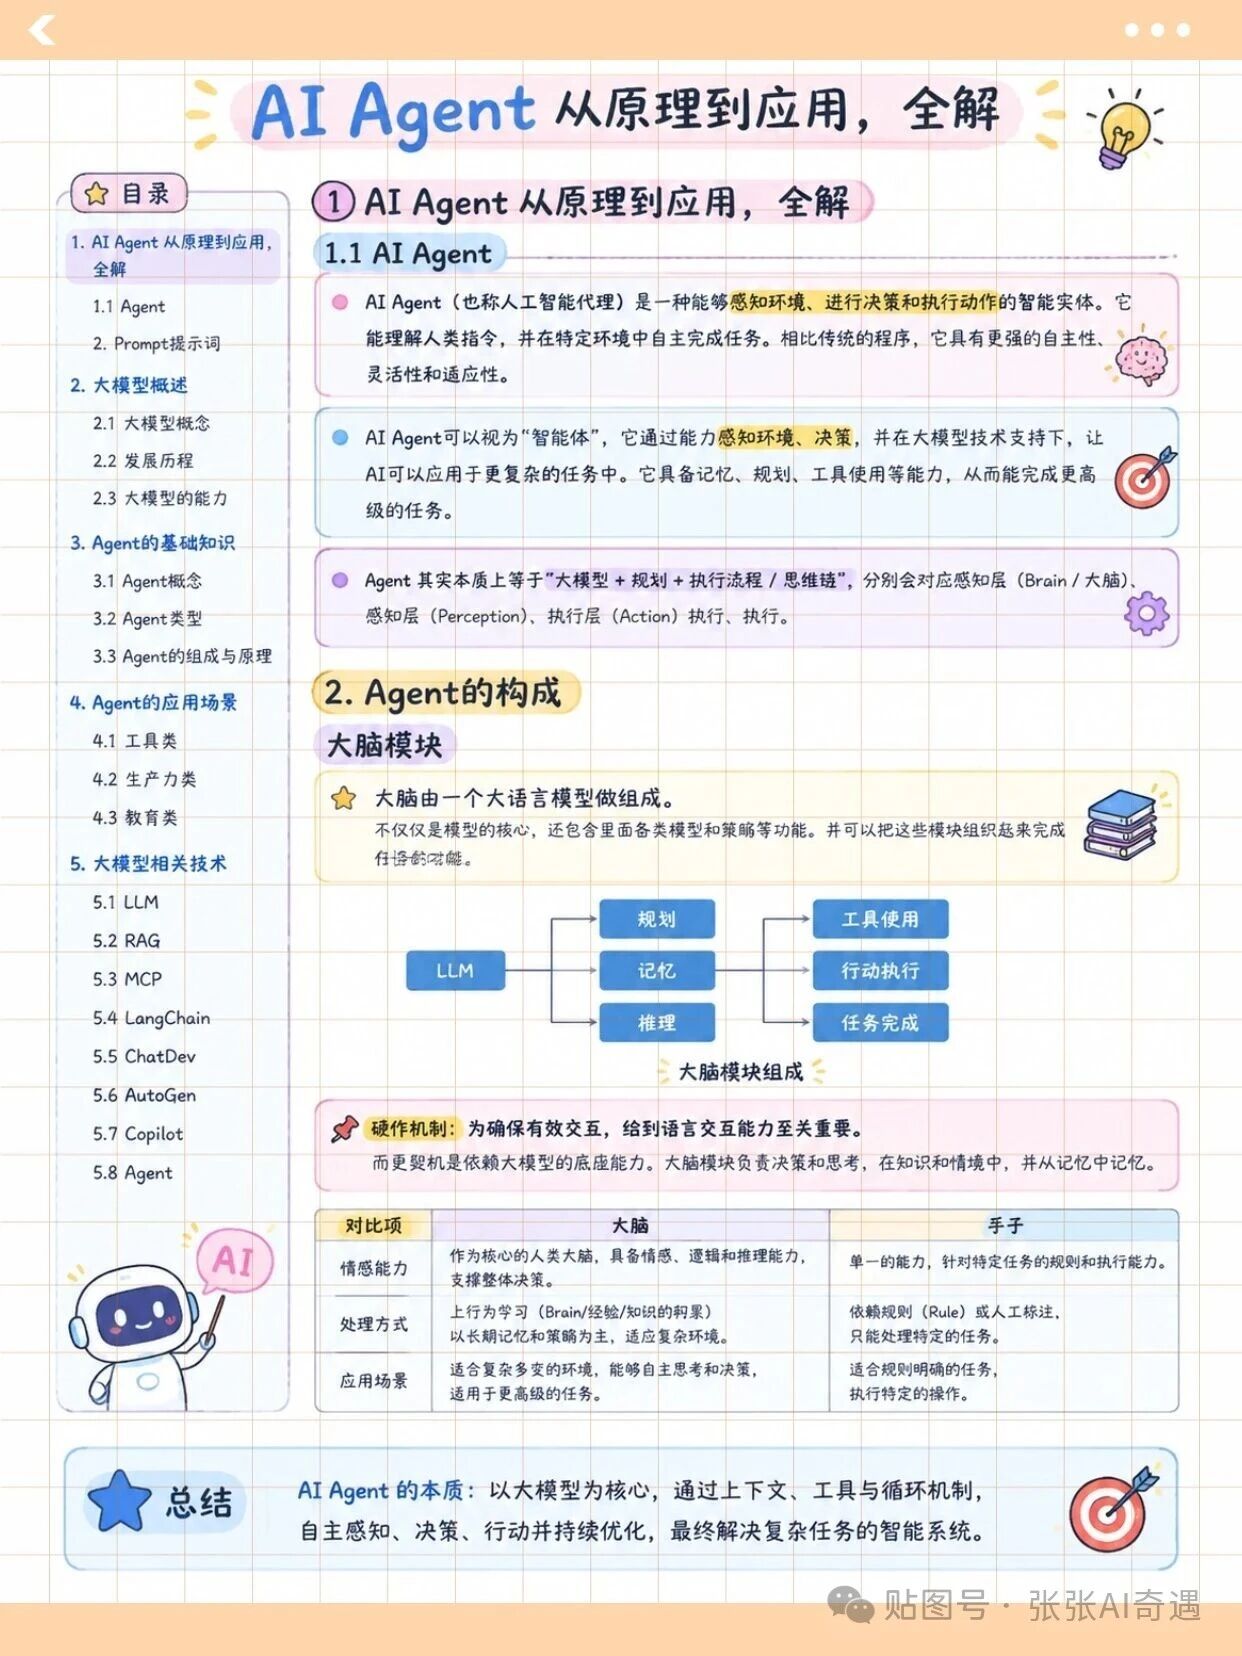 AI Agent 从原理到应用，全解
目录
1. AI Agent 从原理到应用，
全解
1.1 Agent
2. Prompt提示词
2. 大模型概述
2.1 大模型概念
2.2 发展历程
2.3 大模型的能力
3. Agent的基础知识
3.1 Agent概念
3.2 Agent类型
3.3 Agent的组成与原理
4. Agent的应用场景
4.1 工具类
4.2 生产力类
4.3 教育类
5. 大模型相关技术
5.1 LLM
5.2 RAG
5.3 MCP
5.4 LangChain
5.5 ChatDev
5.6 AutoGen
5.7 Copilot
5.8 Agent
AI
1 AI Agent 从原理到应用，全解
1.1 AI Agent
AI Agent（也称人工智能代理）是一种能够感知环境、进行决策和执行动作的智能实体。它
能理解人类指令，并在特定环境中自主完成任务。相比传统的程序，它具有更强的自主性、
灵活性和适应性。
AI Agent可以视为“智能体”，它通过能力感知环境、决策，并在大模型技术支持下，让
AI可以应用于更复杂的任务中。它具备记忆、规划、工具使用等能力，从而能完成更高
级的任务。
Agent 其实本质上等于“大模型 + 规划 + 执行流程 / 思维链”，分别会对应感知层（Brain / 大脑）、
感知层（Perception）、执行层（Action）执行、执行。
2. Agent的构成
大脑模块
大脑由一个大语言模型做组成。
不仅仅是模型的核心，还包含里面各类模型和策略等功能。并可以把这些模块组织起来完成
LLM
规划
记忆
推理
工具使用
行动执行
任务完成
大脑模块组成
硬作机制：为确保有效交互，给到语言交互能力至关重要。
而更契机是依赖大模型的底座能力。大脑模块负责决策和思考，在知识和情境中，并从记忆中记忆。
对比项 大脑 手子
情感能力 作为核心的人类大脑，具备情感、逻辑和推理能力，
支撑整体决策。 单一的能力，针对特定任务的规则和执行能力。
处理方式 上行为学习（Brain/经验/知识的构果）
以长期记忆和策略为主，适应复杂环境。 依赖规则（Rule）或人工标注，
只能处理特定的任务。
应用场景 适合复杂多变的环境，能够自主思考和决策，
适用于更高级的任务。 适合规则明确的任务，
执行特定的操作。
总结
AI Agent 的本质：以大模型为核心，通过上下文、工具与循环机制，
自主感知、决策、行动并持续优化，最终解决复杂任务的智能系统。
贴图号 · 张张AI奇遇